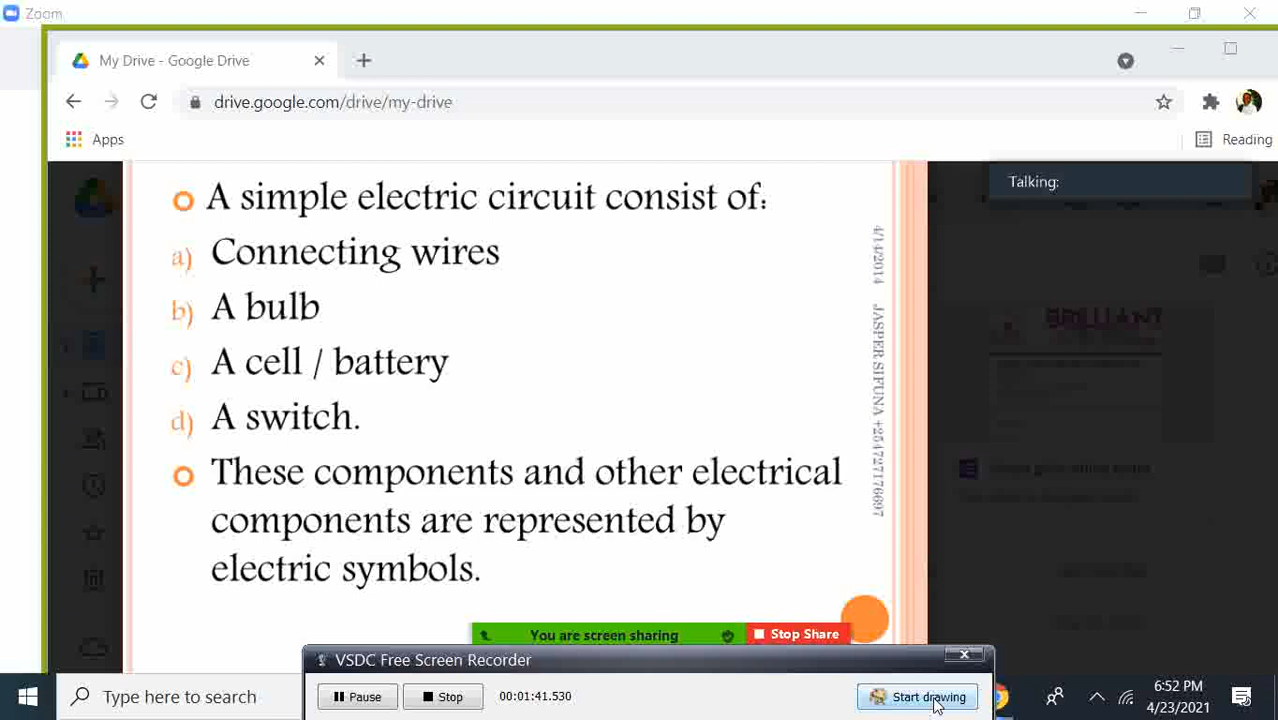 Zoom
My Drive - Google Drive
drive.google.com/drive/my-drive
Apps
Reading
Talking:
A simple electric circuit consist of:
a) Connecting wires
b) A bulb
c) A cell / battery
d) A switch.
These components and other electrical
components are represented by
electric symbols.
4/14/2014 JASPER SIFUNA +254727176697
BRILLIANT
You are screen sharing
Stop Share
VSDC Free Screen Recorder
Pause
Stop
00:01:41.530
Start drawing
Type here to search
6:52 PM
4/23/2021